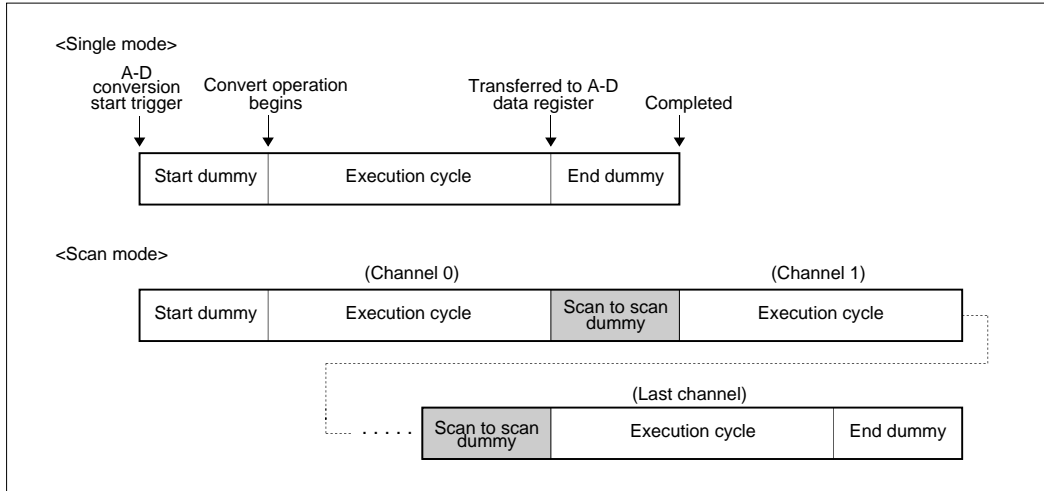 <Single mode>
A-D
conversion
start trigger
Convert operation
begins
Transferred to A-D
data register
Completed
Start dummy
Execution cycle
End dummy
<Scan mode>
(Channel 0)
(Channel 1)
Start dummy
Execution cycle
Scan to scan
dummy
Execution cycle
(Last channel)
.....
Scan to scan
dummy
Execution cycle
End dummy